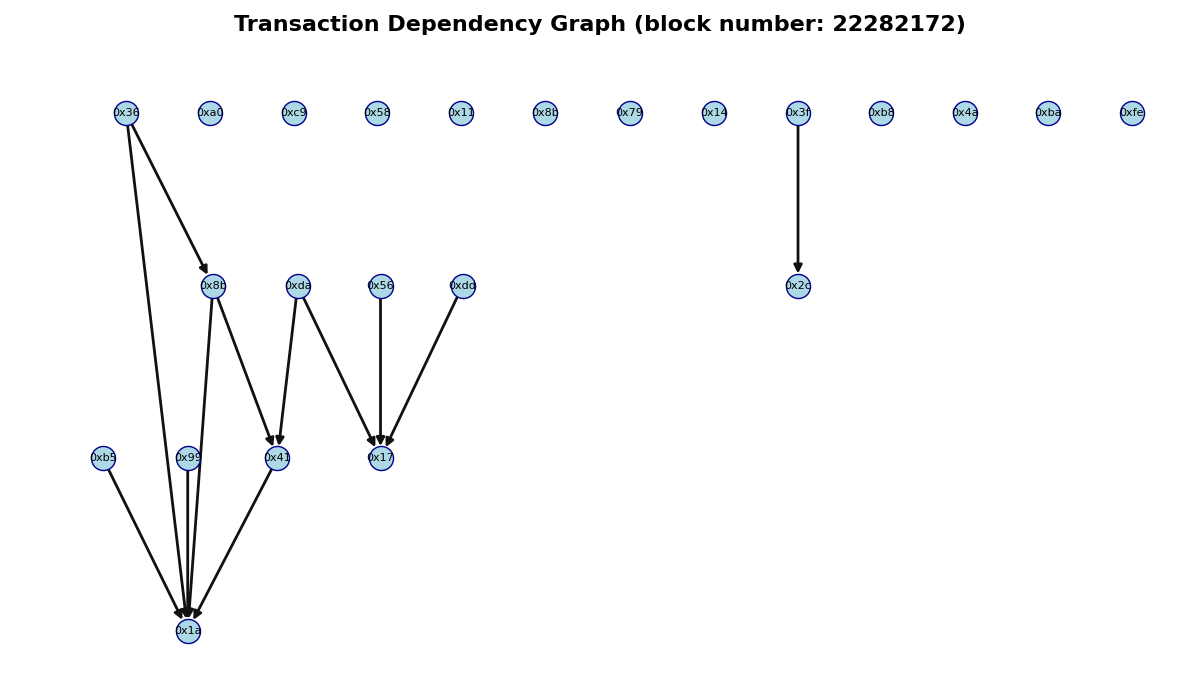 Transaction Dependency Graph (block number: 22282172)
0x36 0xa0 0xc9 0x58 0x11 0x8b 0x79 0x14 0x3f 0xb8 0x4a 0xba 0xfe
0x8b 0xda 0x56 0xdd 0x2c
0xb5 0x99 0x41 0x17
0x1a